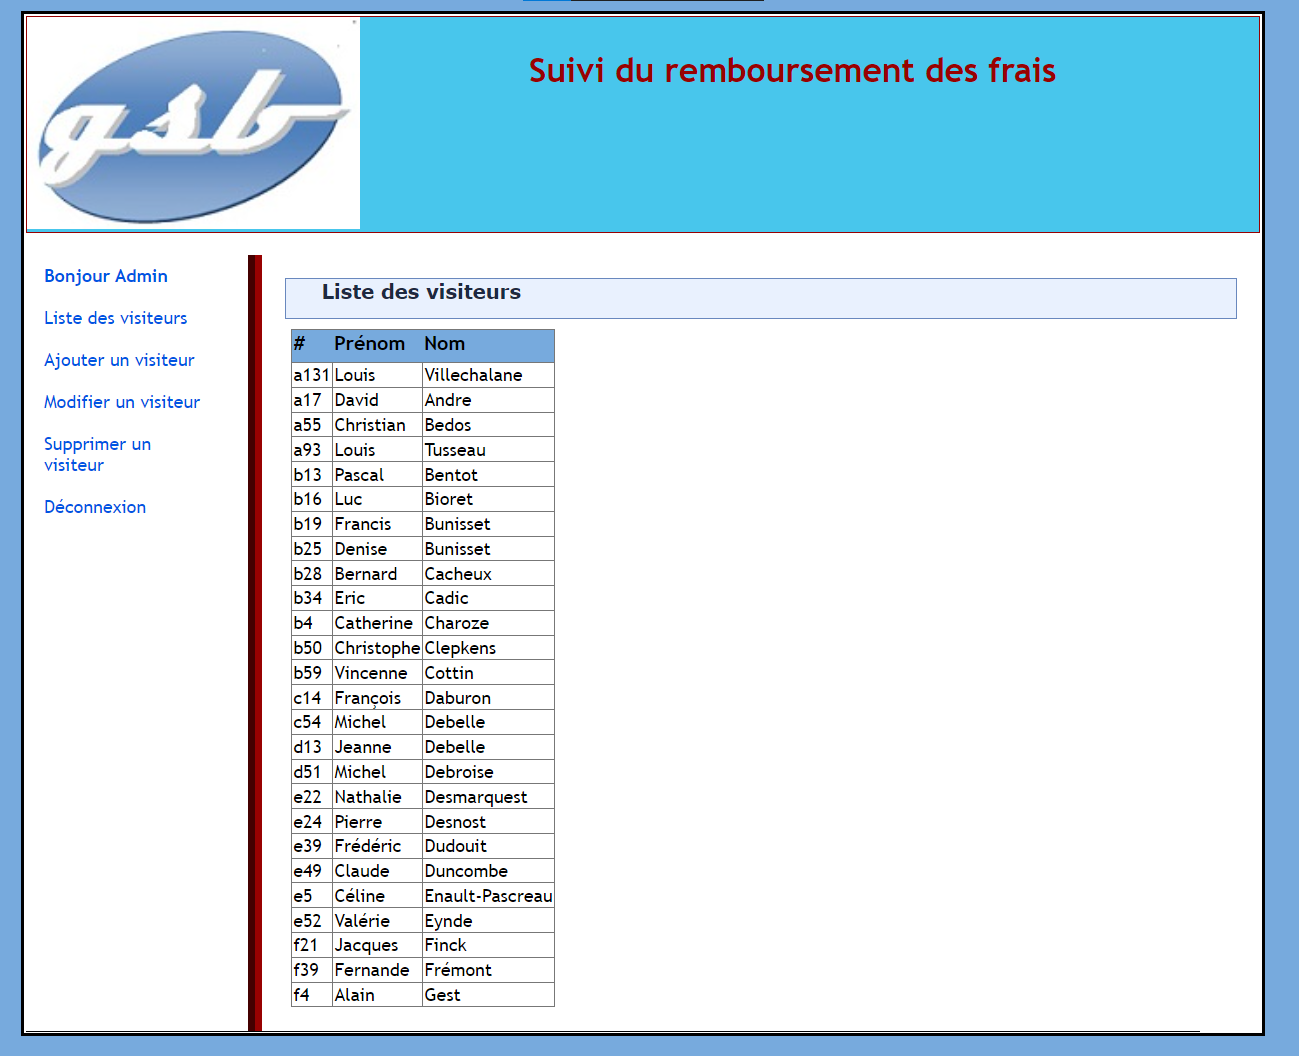 gsb
Suivi du remboursement des frais
Bonjour Admin
Liste des visiteurs
Ajouter un visiteur
Modifier un visiteur
Supprimer un
visiteur
Déconnexion
Liste des visiteurs
# Prénom Nom
a131 Louis Villechalane
a17 David Andre
a55 Christian Bedos
a93 Louis Tusseau
b13 Pascal Bentot
b16 Luc Bioret
b19 Francis Bunisset
b25 Denise Bunisset
b28 Bernard Cacheux
b34 Eric Cadic
b4 Catherine Charoze
b50 Christophe Clepkens
b59 Vincenne Cottin
c14 François Daburon
c54 Michel Debelle
d13 Jeanne Debelle
d51 Michel Debroise
e22 Nathalie Desmarquest
e24 Pierre Desnost
e39 Frédéric Dudouit
e49 Claude Duncombe
e5 Céline Enault-Pascreau
e52 Valérie Eynde
f21 Jacques Finck
f39 Fernande Frémont
f4 Alain Gest